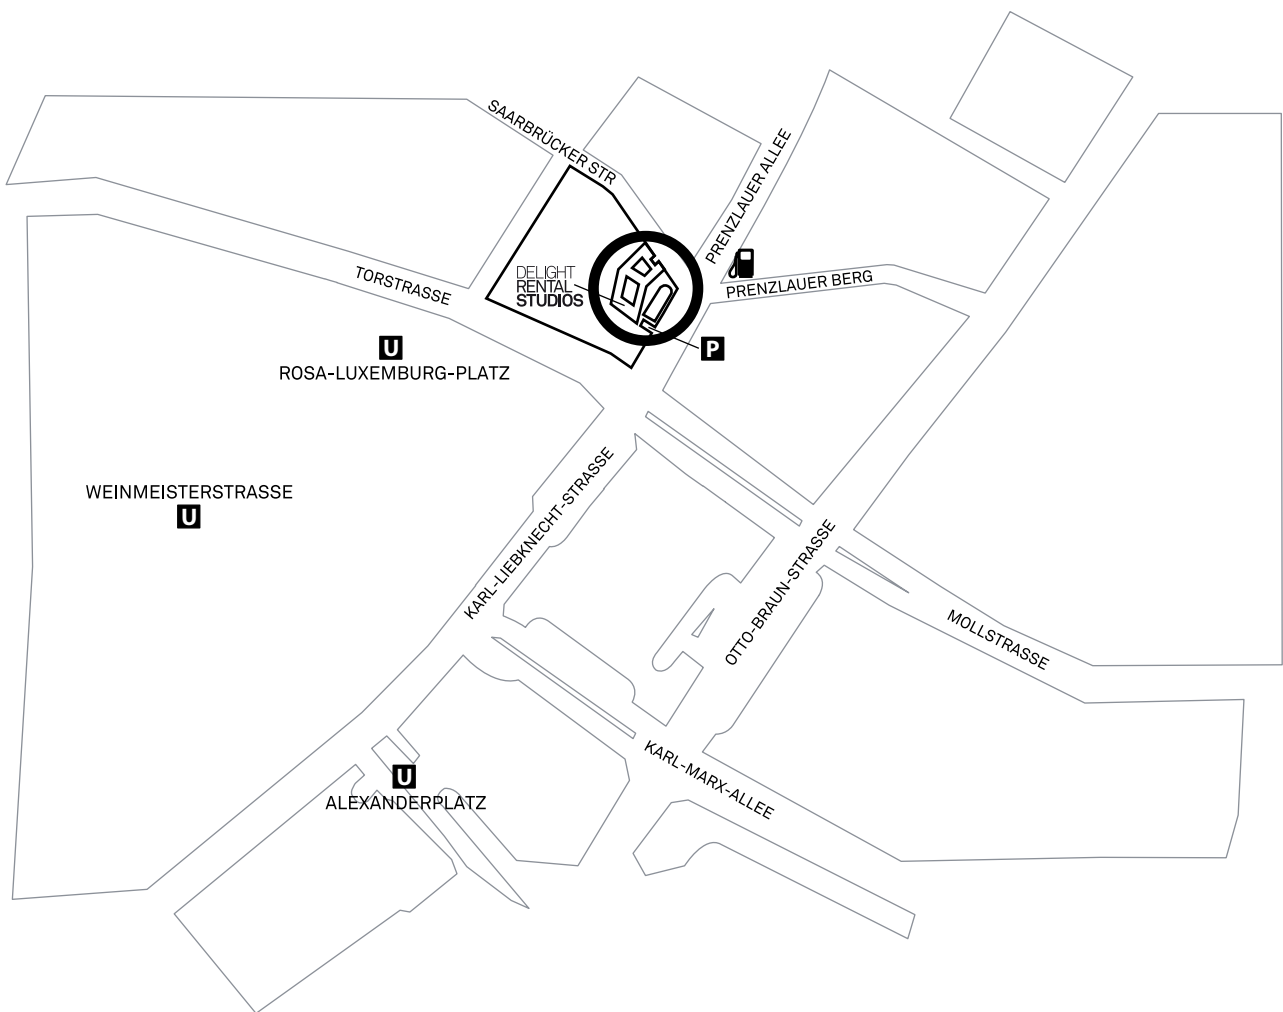 SAARBRÜCKER STR
PRENZLAUER ALLEE
TORSTRASSE
DELIGHT
RENTAL
STUDIOS
PRENZLAUER BERG
U
P
ROSA-LUXEMBURG-PLATZ
WEINMEISTERSTRASSE
U
KARL-LIEBKNECHT-STRASSE
OTTO-BRAUN-STRASSE
MOLLSTRASSE
KARL-MARX-ALLEE
U
ALEXANDERPLATZ